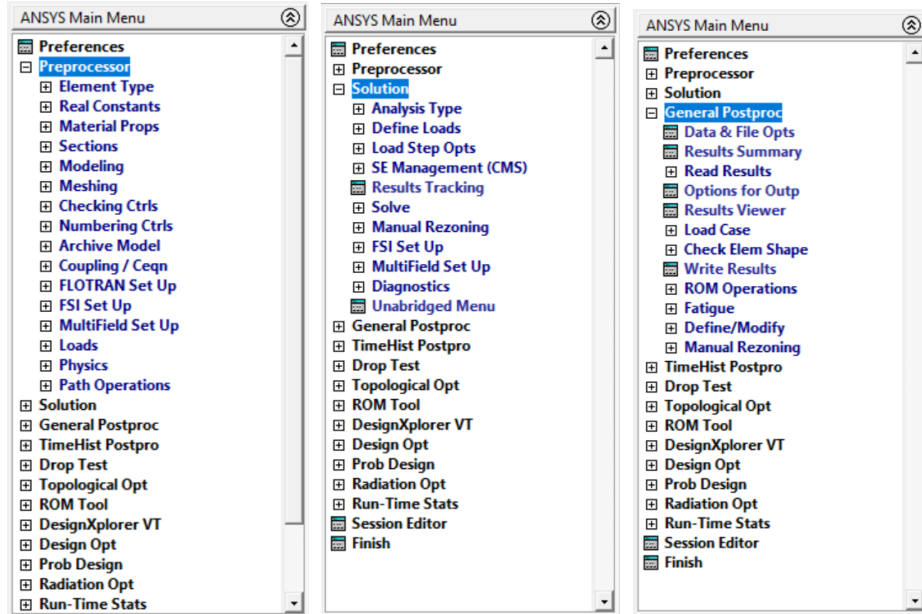 ANSYS Main Menu
Preferences
Preprocessor
Element Type
Real Constants
Material Props
Sections
Modeling
Meshing
Checking Ctrls
Numbering Ctrls
Archive Model
Coupling / Ceqn
FLOTRAN Set Up
FSI Set Up
MultiField Set Up
Loads
Physics
Path Operations
Solution
General Postproc
TimeHist Postpro
Drop Test
Topological Opt
ROM Tool
DesignXplorer VT
Design Opt
Prob Design
Radiation Opt
Run-Time Stats
ANSYS Main Menu
Preferences
Preprocessor
Solution
Analysis Type
Define Loads
Load Step Opts
SE Management (CMS)
Results Tracking
Solve
Manual Rezoning
FSI Set Up
MultiField Set Up
Diagnostics
Unabridged Menu
General Postproc
TimeHist Postpro
Drop Test
Topological Opt
ROM Tool
DesignXplorer VT
Design Opt
Prob Design
Radiation Opt
Run-Time Stats
Session Editor
Finish
ANSYS Main Menu
Preferences
Preprocessor
Solution
General Postproc
Data & File Opts
Results Summary
Read Results
Options for Outp
Results Viewer
Load Case
Check Elem Shape
Write Results
ROM Operations
Fatigue
Define/Modify
Manual Rezoning
TimeHist Postpro
Drop Test
Topological Opt
ROM Tool
DesignXplorer VT
Design Opt
Prob Design
Radiation Opt
Run-Time Stats
Session Editor
Finish